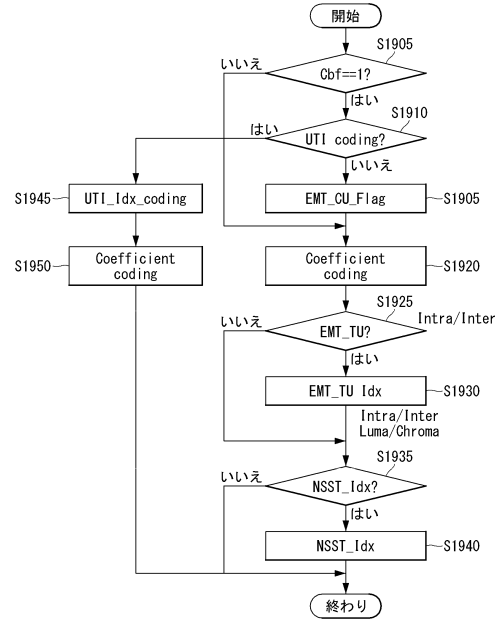 開始
S1905
Cbf==1?
いいえ
はい
S1910
UTI coding?
はい
いいえ
S1945
UTI_Idx_coding
EMT_CU_Flag
S1905
S1950
Coefficient
coding
Coefficient
coding
S1920
S1925
Intra/Inter
EMT_TU?
いいえ
はい
EMT_TU Idx
S1930
Intra/Inter
Luma/Chroma
S1935
NSST_Idx?
いいえ
はい
NSST_Idx
S1940
終わり